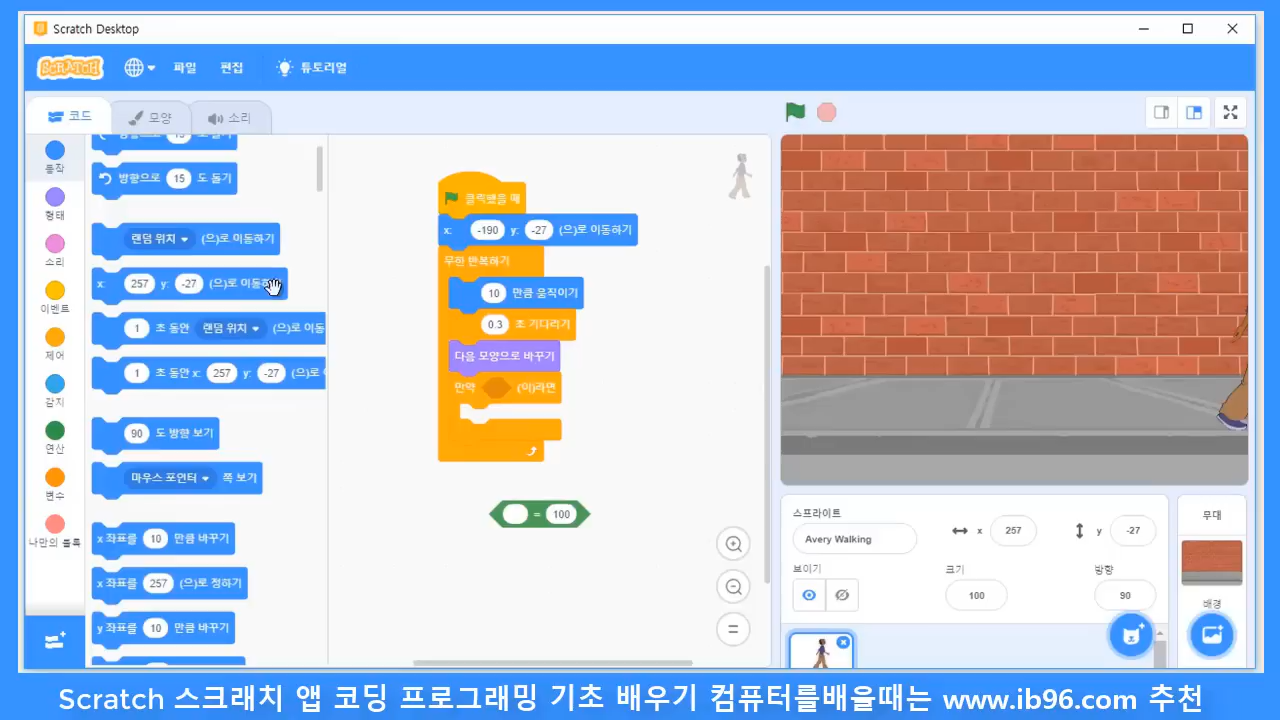 Scratch Desktop
SCRATCH
파일
편집
튜토리얼
코드
모양
소리
동작
형태
소리
이벤트
제어
감지
연산
변수
나만의 블록
방향으로 15 도 돌기
방향으로 15 도 돌기
랜덤 위치 (으)로 이동하기
x: 257 y: -27 (으)로 이동하기
1 초 동안 랜덤 위치 (으)로 이동
1 초 동안 x: 257 y: -27 (으)로
90 도 방향 보기
마우스 포인터 쪽 보기
x 좌표를 10 만큼 바꾸기
x 좌표를 257 (으)로 정하기
y 좌표를 10 만큼 바꾸기
클릭했을 때
x: -190 y: -27 (으)로 이동하기
무한 반복하기
10 만큼 움직이기
0.3 초 기다리기
다음 모양으로 바꾸기
만약 (이)라면
= 100
스프라이트
Avery Walking
x 257
y -27
보이기
크기
100
방향
90
무대
배경
Scratch 스크래치 앱 코딩 프로그래밍 기초 배우기 컴퓨터를배울때는 www.ib96.com 추천